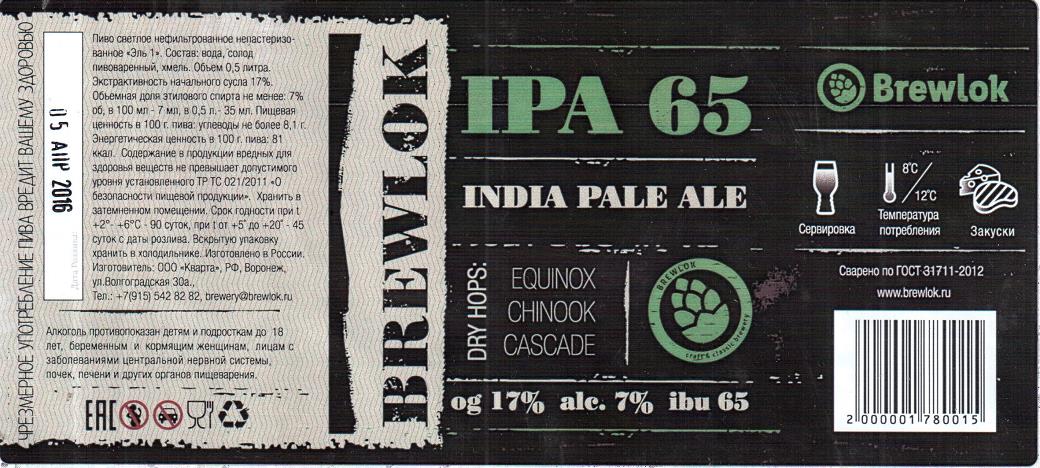 ЧРЕЗМЕРНОЕ УПОТРЕБЛЕНИЕ ПИВА ВРЕДИТ ВАШЕМУ ЗДОРОВЬЮ
05 АПР 2016
Дата Розлива:
Пиво светлое нефильтрованное непастеризо-
ванное «Эль 1». Состав: вода, солод
пивоваренный, хмель. Объем 0,5 литра.
Экстрактивность начального сусла 17%.
Объемная доля этилового спирта не менее: 7%
об, в 100 мл - 7 мл, в 0,5 л.- 35 мл. Пищевая
ценность в 100 г. пива: углеводы не более 8,1 г.
Энергетическая ценность в 100 г. пива: 81
ккал. Содержание в продукции вредных для
здоровья веществ не превышает допустимого
уровня установленного ТР ТС 021/2011 «О
безопасности пищевой продукции». Хранить в
затемненном помещении. Срок годности при t
+2°- +6°С - 90 суток, при t от +5° до +20° - 45
суток с даты розлива. Вскрытую упаковку
хранить в холодильнике. Изготовлено в России.
Изготовитель: ООО «Кварта», РФ, Воронеж,
ул.Волгоградская 30а.,
Тел.: +7(915) 542 82 82, brewery@brewlok.ru
Алкоголь противопоказан детям и подросткам до 18
лет, беременным и кормящим женщинам, лицам с
заболеваниями центральной нервной системы,
почек, печени и других органов пищеварения.
EAC
BREWLOK
IPA 65
INDIA PALE ALE
DRY HOPS:
EQUINOX
CHINOOK
CASCADE
BREWLOK
craft & classic brewery
og 17% alc. 7% ibu 65
Brewlok
8°C
12°C
Сервировка
Температура
потребления
Закуски
Сварено по ГОСТ 31711-2012
www.brewlok.ru
2 000001 780015